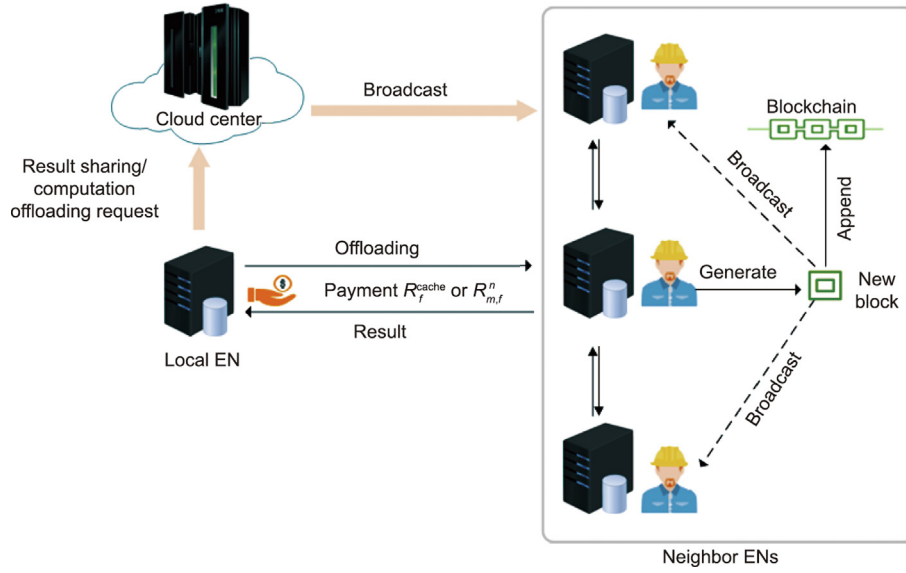 Cloud center
Broadcast
Result sharing/
computation
offloading request
Blockchain
Broadcast
Append
Offloading
Payment R_f^cache or R_{m,f}^n
Result
Generate
New
block
Local EN
Broadcast
Neighbor ENs